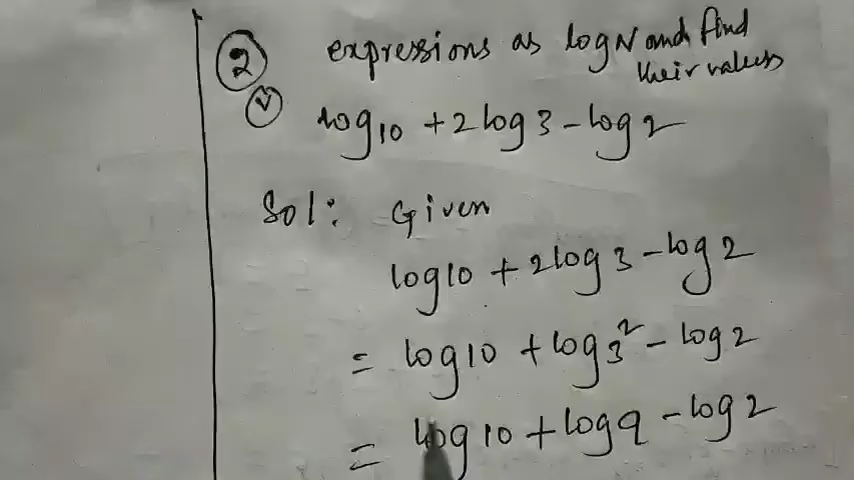 2 expressions as log N and find
their values
v log 10 + 2 log 3 - log 2
Sol: Given
log 10 + 2 log 3 - log 2
= log 10 + log 3² - log 2
= log 10 + log 9 - log 2